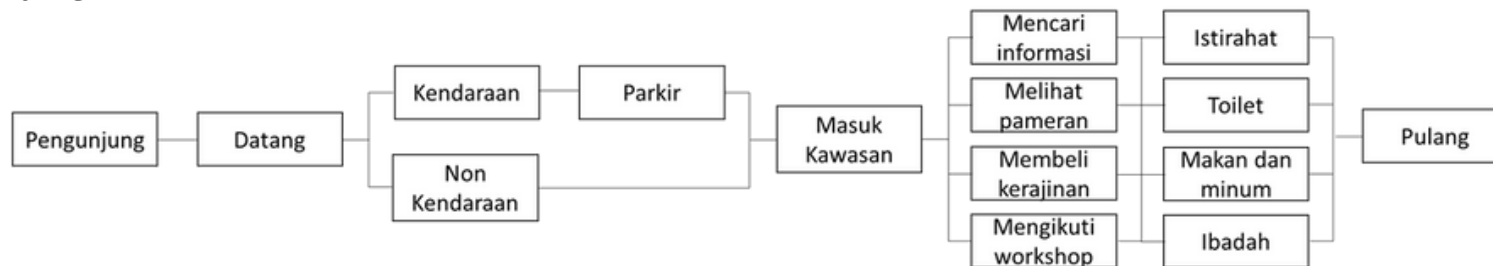 Pengunjung
Datang
Kendaraan
Parkir
Non
Kendaraan
Masuk
Kawasan
Mencari
informasi
Melihat
pameran
Membeli
kerajinan
Mengikuti
workshop
Istirahat
Toilet
Makan dan
minum
Ibadah
Pulang